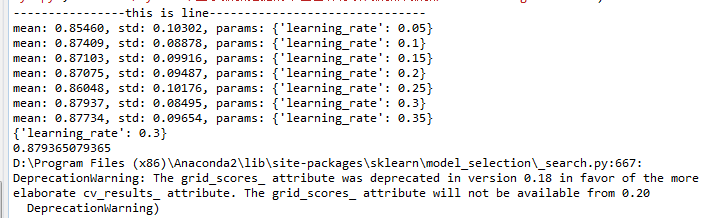 ----------------this is line----------------------------
mean: 0.85460, std: 0.10302, params: {'learning_rate': 0.05}
mean: 0.87409, std: 0.08878, params: {'learning_rate': 0.1}
mean: 0.87103, std: 0.09916, params: {'learning_rate': 0.15}
mean: 0.87075, std: 0.09487, params: {'learning_rate': 0.2}
mean: 0.86048, std: 0.10176, params: {'learning_rate': 0.25}
mean: 0.87937, std: 0.08495, params: {'learning_rate': 0.3}
mean: 0.87734, std: 0.09654, params: {'learning_rate': 0.35}
{'learning_rate': 0.3}
0.879365079365
D:\Program Files (x86)\Anaconda2\lib\site-packages\sklearn\model_selection\_search.py:667:
DeprecationWarning: The grid_scores_ attribute was deprecated in version 0.18 in favor of the more
elaborate cv_results_ attribute. The grid_scores_ attribute will not be available from 0.20
DeprecationWarning)